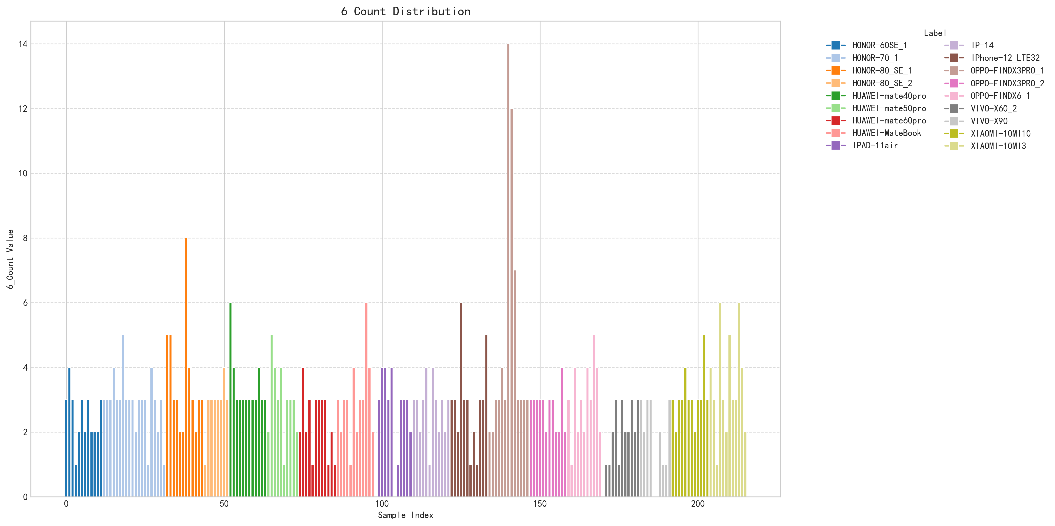 6 Count Distribution
6_Count Value
14
12
10
8
6
4
2
0
0
50
100
150
200
Sample Index
Label
HONOR-60SE_1
HONOR-70_1
HONOR-80_SE_1
HONOR-80_SE_2
HUAWEI-mate40pro
HUAWEI-mate50pro
HUAWEI-mate60pro
HUAWEI-MateBook
IPAD-11air
IP_14
IPhone-12_LTE32
OPPO-FINDX3PRO_1
OPPO-FINDX3PRO_2
OPPO-FINDX6_1
VIVO-X60_2
VIVO-X90
XIAOMI-10MI10
XIAOMI-10MI3